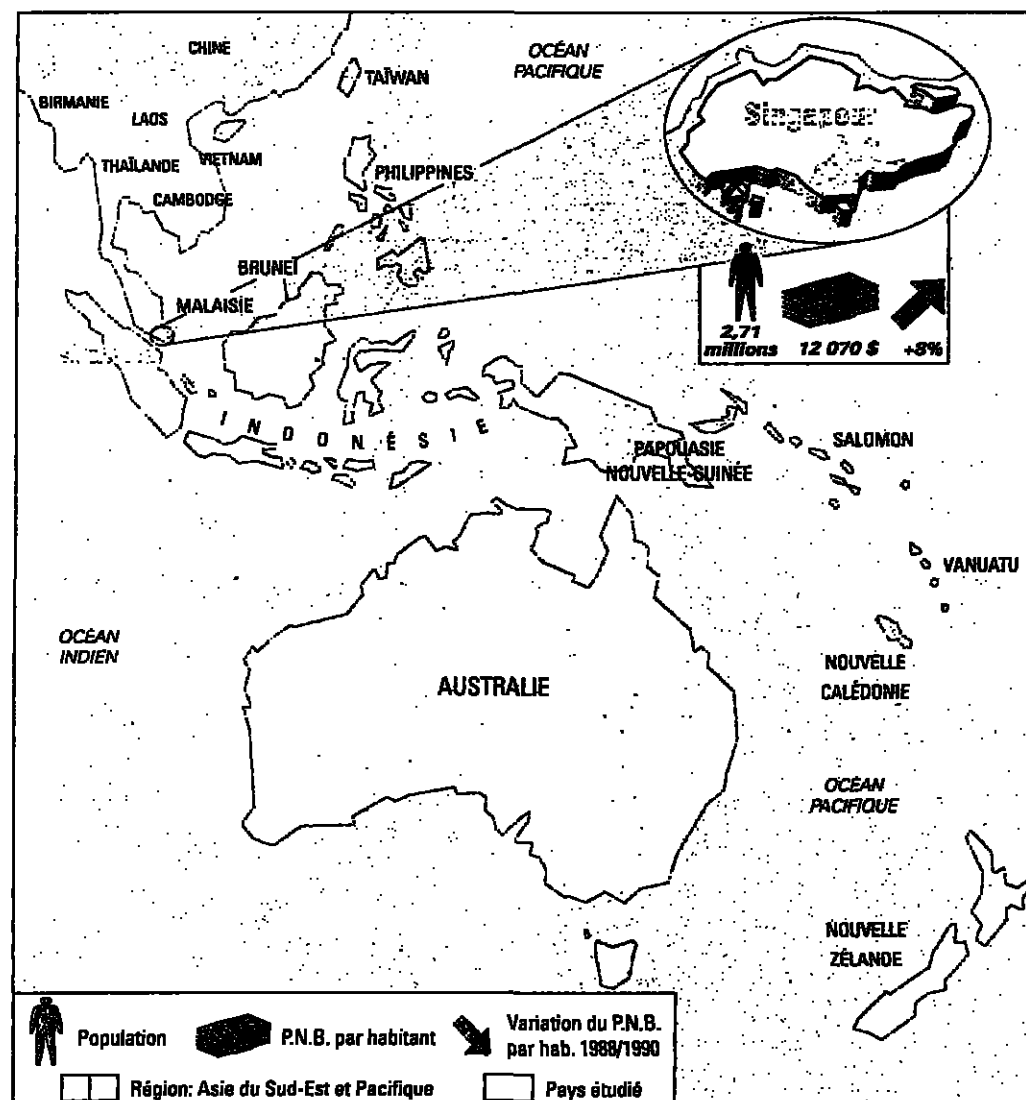 CHINE
OCÉAN
PACIFIQUE
TAÏWAN
BIRMANIE
LAOS
THAÏLANDE
VIETNAM
CAMBODGE
PHILIPPINES
Singapour
BRUNEI
MALAISIE
2,71
millions
12 070 $
+8%
INDONÉSIE
PAPOUASIE
NOUVELLE-GUINÉE
SALOMON
VANUATU
OCÉAN
INDIEN
NOUVELLE
CALÉDONIE
AUSTRALIE
OCÉAN
PACIFIQUE
NOUVELLE
ZÉLANDE
Population
P.N.B. par habitant
Variation du P.N.B.
par hab. 1988/1990
Région: Asie du Sud-Est et Pacifique
Pays étudié